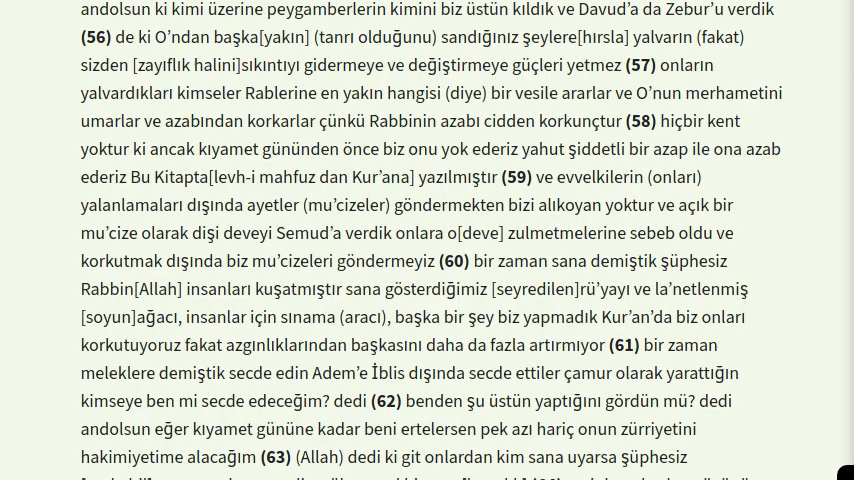 andolsun ki kimi üzerine peygamberlerin kimini biz üstün kıldık ve Davud’a da Zebur’u verdik
(56) de ki O’ndan başka[yakın] (tanrı olduğunu) sandığınız şeylere[hırsla] yalvarin (fakat)
sizden [zayıflık halini]sıkıntıyı gidermeye ve değiştirmeye güçleri yetmez (57) onların
yalvardıkları kimseler Rablerine en yakın hangisi (diye) bir vesile ararlar ve O’nun merhametini
umarlar ve azabından korkarlar çünkü Rabbinin azabı cidden korkunçtur (58) hiçbir kent
yoktur ki ancak kıyamet gününden önce biz onu yok ederiz yahut şiddetli bir azap ile ona azab
ederiz Bu Kitapta[levh-i mahfuz dan Kur’ana] yazılmıştır (59) ve evvelkilerin (onları)
yalanlamaları dışında ayetler (mu’cizeler) göndermekten bizi alıkoyan yoktur ve açık bir
mu’cize olarak dişi deveyi Semud’a verdik onlara o[deve] zulmetmelerine sebeb oldu ve
korkutmak dışında biz mu’cizeleri göndermeyiz (60) bir zaman sana demiştik şüphesiz
Rabbin[Allah] insanları kuşatmıştır sana gösterdiğimiz [seyredilen]rü’yayı ve la’netlenmiş
[soyun]ağacı, insanlar için sınama (aracı), başka bir şey biz yapmadık Kur’an’da biz onları
korkutuyoruz fakat azgınlıklarından başkasını daha da fazla artırmıyor (61) bir zaman
meleklere demiştik secde edin Adem’e İblis dışında secde ettiler çamur olarak yarattığın
kimseye ben mi secde edeceğim? dedi (62) benden şu üstün yaptığını gördün mü? dedi
andolsun eğer kıyamet gününe kadar beni ertelersen pek azı hariç onun zürriyetini
hakimiyetime alacağım (63) (Allah) dedi ki git onlardan kim sana uyarsa şüphesiz